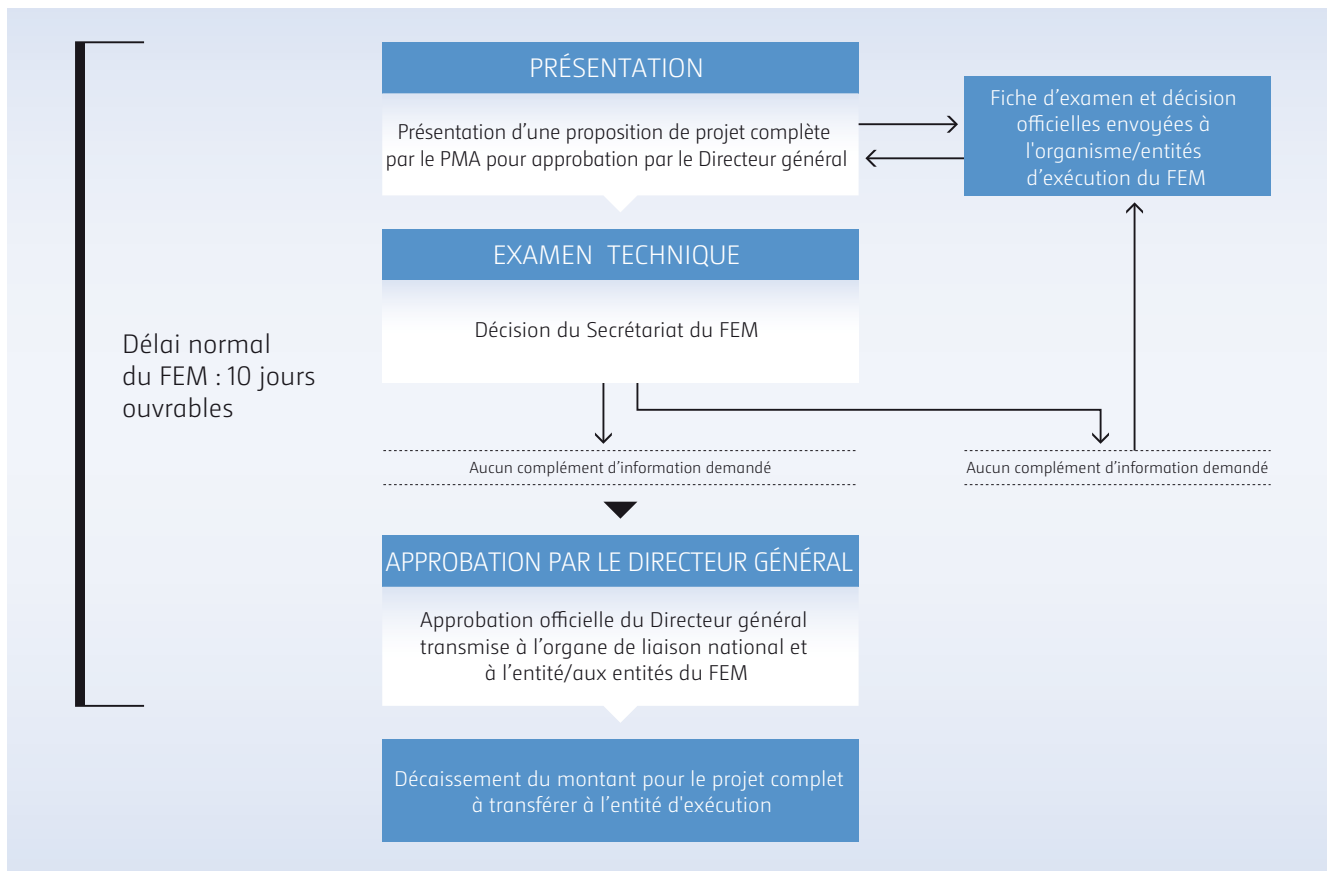 PRÉSENTATION
Présentation d'une proposition de projet complète
par le PMA pour approbation par le Directeur général
Fiche d'examen et décision
officielles envoyées à
l'organisme/entités
d'exécution du FEM
EXAMEN TECHNIQUE
Décision du Secrétariat du FEM
Délai normal
du FEM : 10 jours
ouvrables
Aucun complément d'information demandé
Aucun complément d'information demandé
APPROBATION PAR LE DIRECTEUR GÉNÉRAL
Approbation officielle du Directeur général
transmise à l'organe de liaison national et
à l'entité/aux entités du FEM
Décaissement du montant pour le projet complet
à transférer à l'entité d'exécution